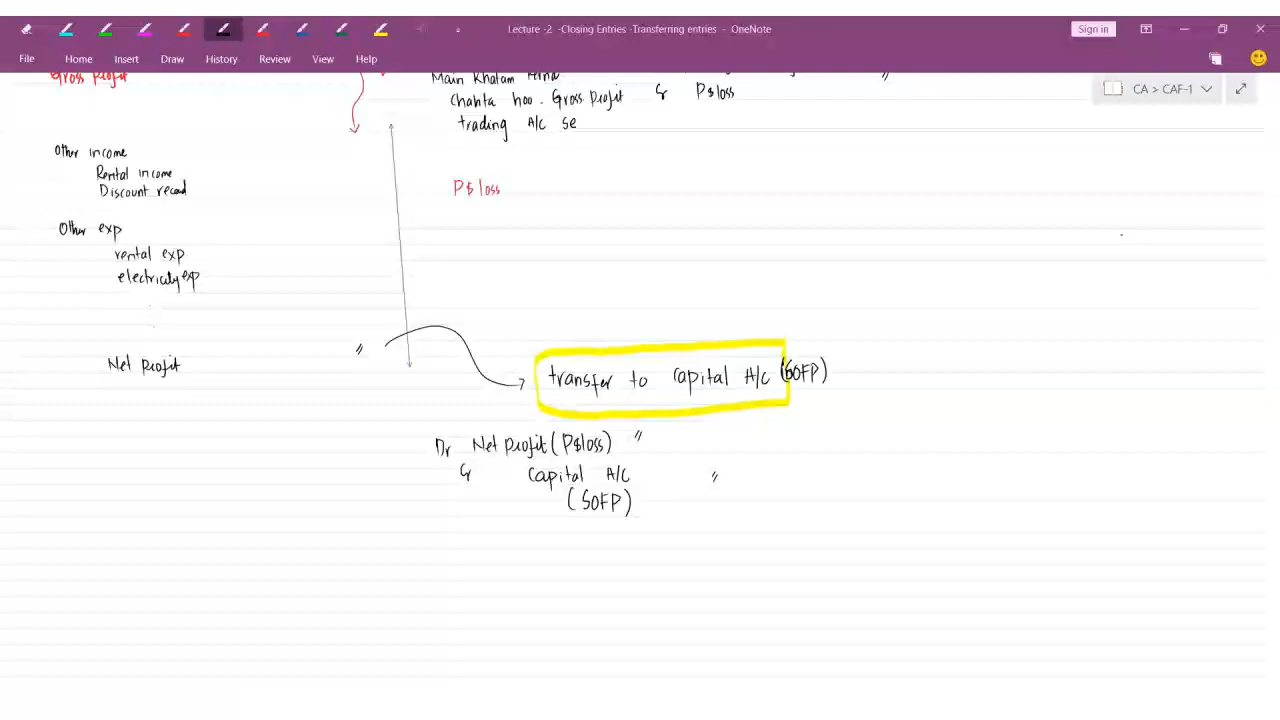 Lecture -2 -Closing Entries -Transferring entries - OneNote
Sign in
File Home Insert Draw History Review View Help
CA > CAF-1
Gross Profit
chahta hoo. Gross Profit Cr P$loss
trading A/C se
Other income
Rental income
Discount recevd
P$loss
Other exp
rental exp
electricity exp
Net Profit "
transfer to capital A/C (SOFP)
Dr Net profit (P$loss) "
Cr capital A/C "
(SOFP)